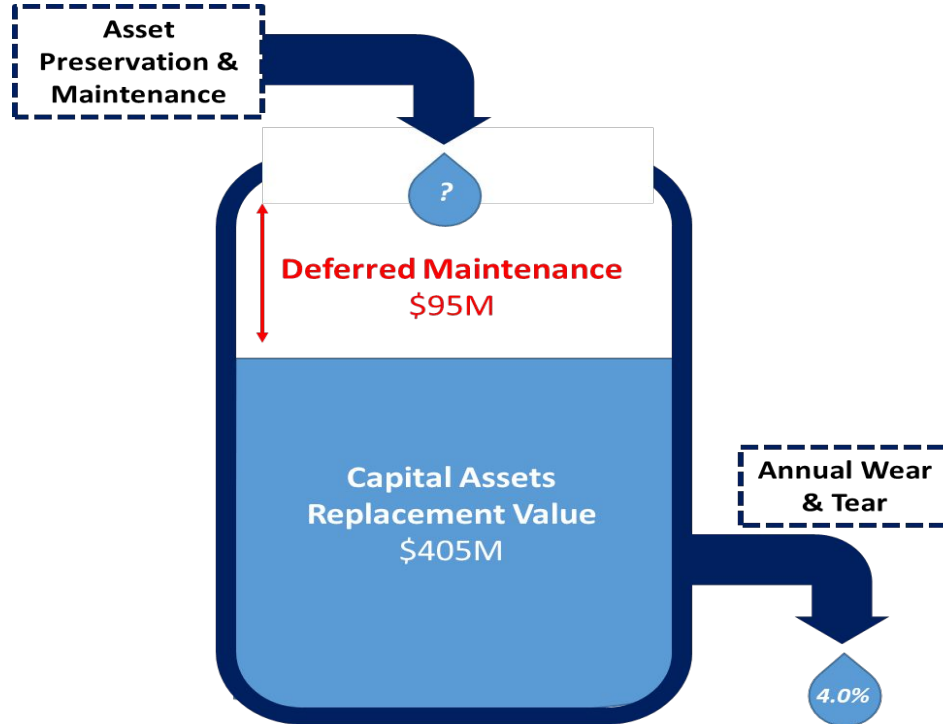 Asset
Preservation &
Maintenance
?
Deferred Maintenance
$95M
Capital Assets
Replacement Value
$405M
Annual Wear
& Tear
4.0%